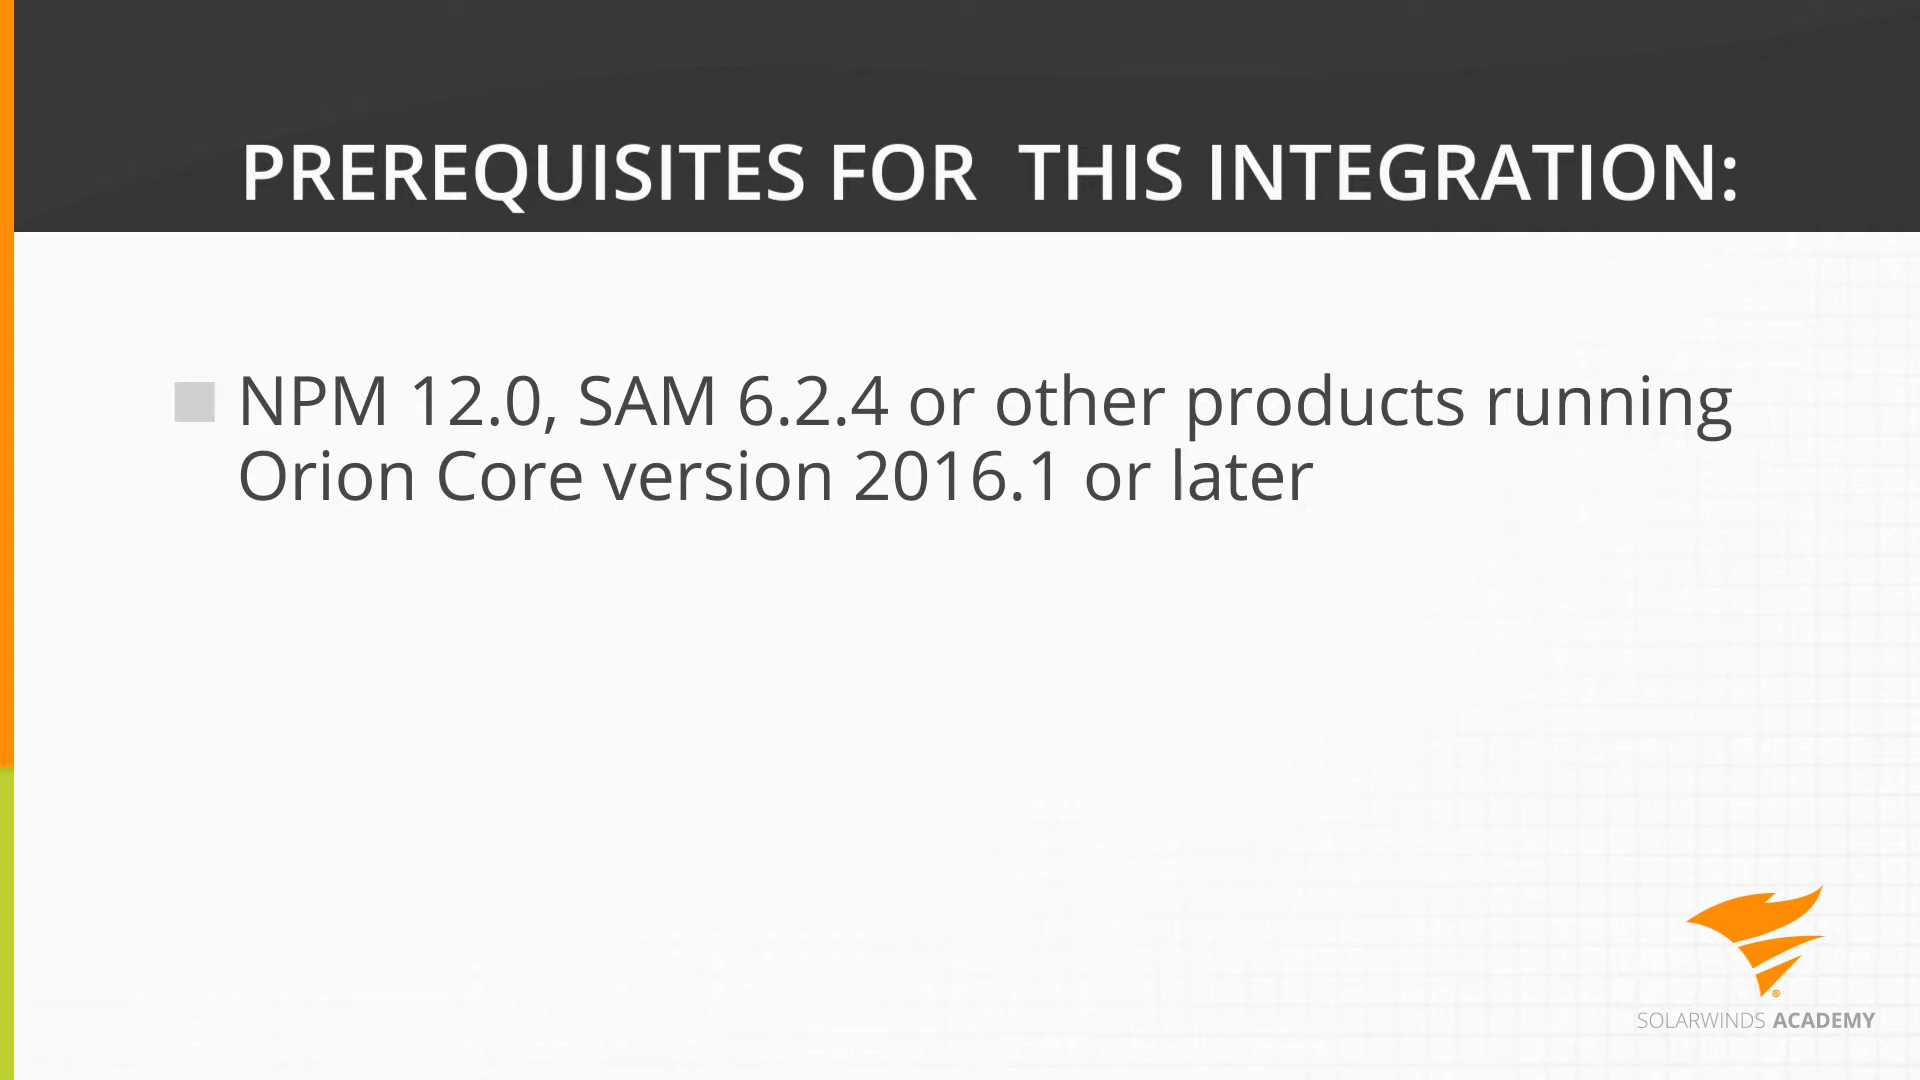 PREREQUISITES FOR  THIS INTEGRATION:
NPM 12.0, SAM 6.2.4 or other products running
Orion Core version 2016.1 or later
®
SOLARWINDS ACADEMY